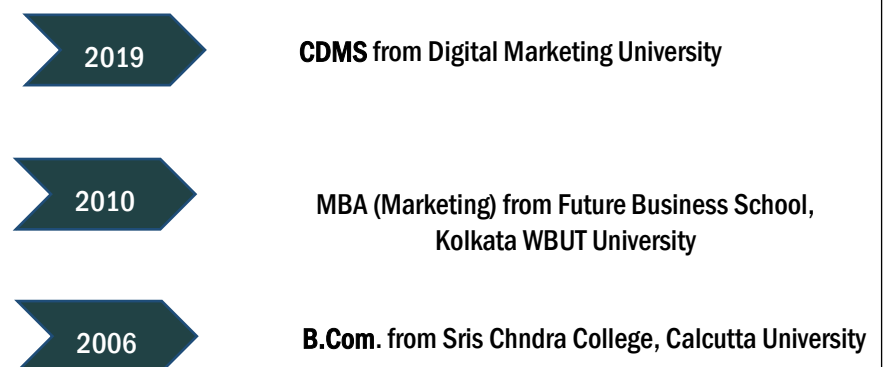 2019
CDMS from Digital Marketing University
2010
MBA (Marketing) from Future Business School,
Kolkata WBUT University
2006
B.Com. from Sris Chndra College, Calcutta University